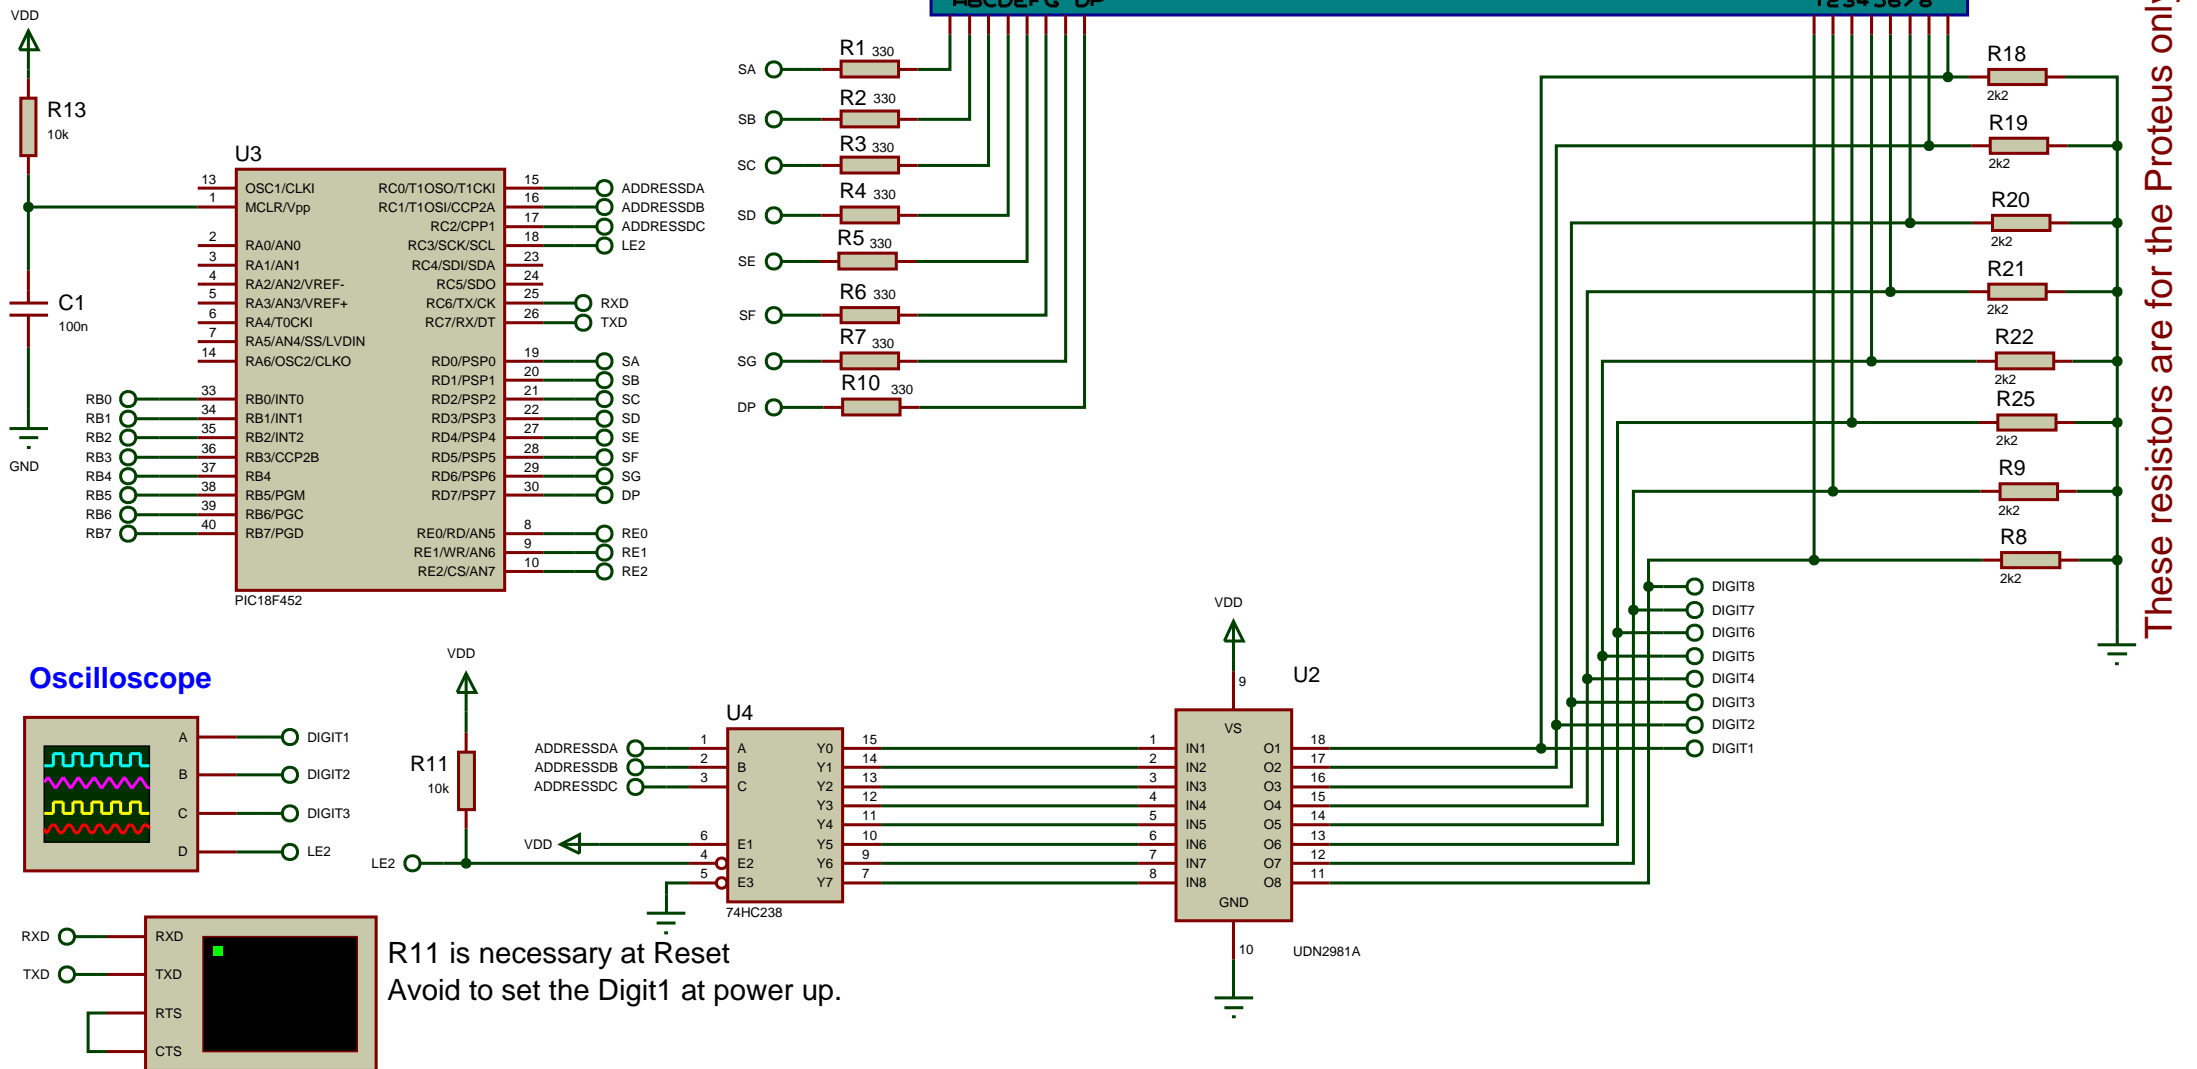 VDD
R13
10k
C1
100n
GND
U3
13 OSC1/CLKI
1 MCLR/Vpp
2 RA0/AN0
3 RA1/AN1
4 RA2/AN2/VREF-
5 RA3/AN3/VREF+
6 RA4/T0CKI
7 RA5/AN4/SS/LVDIN
14 RA6/OSC2/CLKO
RB0 33 RB0/INT0
RB1 34 RB1/INT1
RB2 35 RB2/INT2
RB3 36 RB3/CCP2B
RB4 37 RB4
RB5 38 RB5/PGM
RB6 39 RB6/PGC
RB7 40 RB7/PGD
RC0/T1OSO/T1CKI 15 ADDRESSDA
RC1/T1OSI/CCP2A 16 ADDRESSDB
RC2/CPP1 17 ADDRESSDC
RC3/SCK/SCL 18 LE2
RC4/SDI/SDA 23
RC5/SDO 24
RC6/TX/CK 25 RXD
RC7/RX/DT 26 TXD
RD0/PSP0 19 SA
RD1/PSP1 20 SB
RD2/PSP2 21 SC
RD3/PSP3 22 SD
RD4/PSP4 27 SE
RD5/PSP5 28 SF
RD6/PSP6 29 SG
RD7/PSP7 30 DP
RE0/RD/AN5 8 RE0
RE1/WR/AN6 9 RE1
RE2/CS/AN7 10 RE2
PIC18F452
ABCDEFG DP
12345678
SA R1 330
SB R2 330
SC R3 330
SD R4 330
SE R5 330
SF R6 330
SG R7 330
DP R10 330
R18
2k2
R19
2k2
R20
2k2
R21
2k2
R22
2k2
R25
2k2
R9
2k2
R8
2k2
These resistors are for the Proteus only
DIGIT8
DIGIT7
DIGIT6
DIGIT5
DIGIT4
DIGIT3
DIGIT2
DIGIT1
Oscilloscope
A DIGIT1
B DIGIT2
C DIGIT3
D LE2
VDD
R11
10k
LE2
VDD
U4
ADDRESSDA 1 A
ADDRESSDB 2 B
ADDRESSDC 3 C
6 E1
4 E2
5 E3
Y0 15
Y1 14
Y2 13
Y3 12
Y4 11
Y5 10
Y6 9
Y7 7
74HC238
VDD
9
U2
VS
1 IN1 O1 18
2 IN2 O2 17
3 IN3 O3 16
4 IN4 O4 15
5 IN5 O5 14
6 IN6 O6 13
7 IN7 O7 12
8 IN8 O8 11
GND
10
UDN2981A
RXD RXD
TXD TXD
RTS
CTS
R11 is necessary at Reset
Avoid to set the Digit1 at power up.